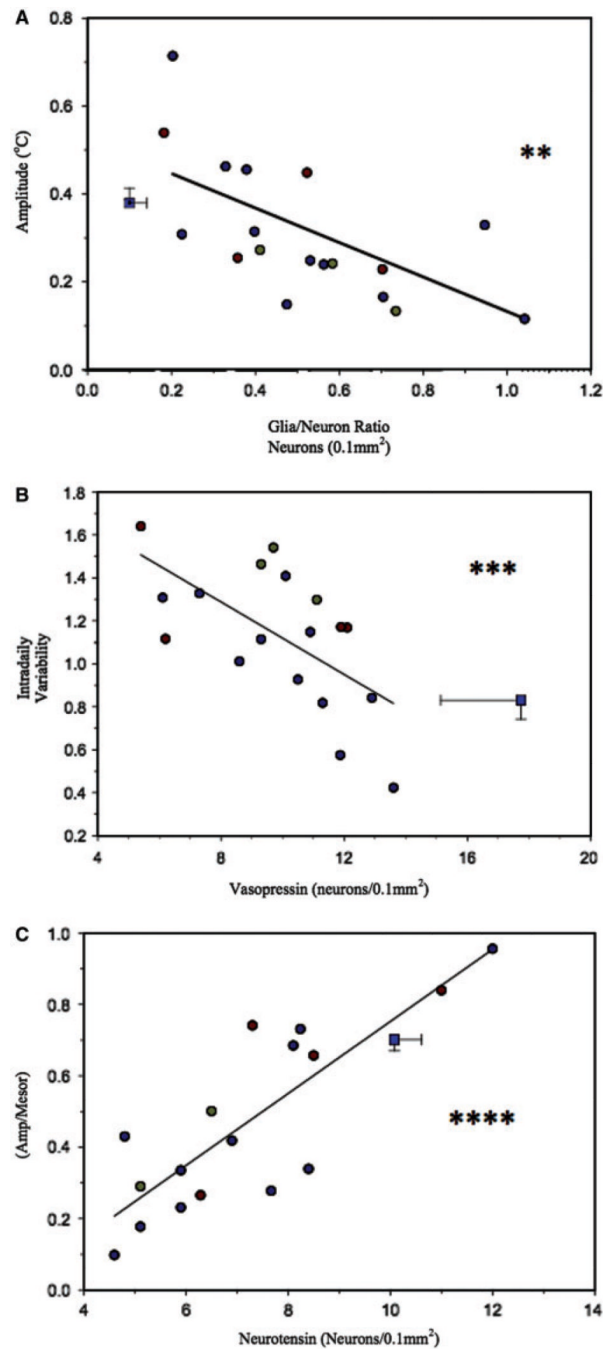 A
0.8
0.6
0.4
0.2
0.0
Amplitude (°C)
**
0.0 0.2 0.4 0.6 0.8 1.0 1.2
Glia/Neuron Ratio
Neurons (0.1mm²)
B
1.8
1.6
1.4
1.2
1.0
0.8
0.6
0.4
0.2
Intradaily
Variability
***
4 8 12 16 20
Vasopressin (neurons/0.1mm²)
C
1.0
0.8
0.6
0.4
0.2
0.0
(Amp/Mesor)
****
4 6 8 10 12 14
Neurotensin (Neurons/0.1mm²)